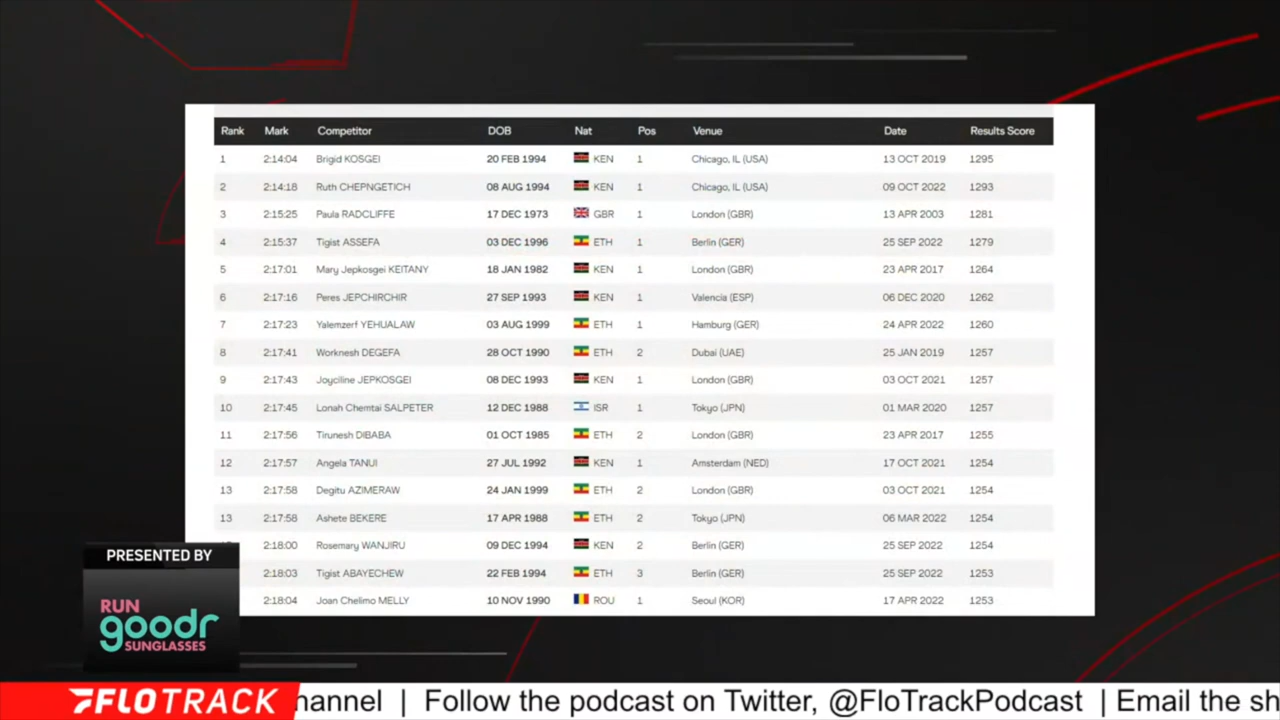 Rank Mark Competitor DOB Nat Pos Venue Date Results Score
1 2:14:04 Brigid KOSGEI 20 FEB 1994 KEN 1 Chicago, IL (USA) 13 OCT 2019 1295
2 2:14:18 Ruth CHEPNGETICH 08 AUG 1994 KEN 1 Chicago, IL (USA) 09 OCT 2022 1293
3 2:15:25 Paula RADCLIFFE 17 DEC 1973 GBR 1 London (GBR) 13 APR 2003 1281
4 2:15:37 Tigist ASSEFA 03 DEC 1996 ETH 1 Berlin (GER) 25 SEP 2022 1279
5 2:17:01 Mary Jepkosgei KEITANY 18 JAN 1982 KEN 1 London (GBR) 23 APR 2017 1264
6 2:17:16 Peres JEPCHIRCHIR 27 SEP 1993 KEN 1 Valencia (ESP) 06 DEC 2020 1262
7 2:17:23 Yalemzerf YEHUALAW 03 AUG 1999 ETH 1 Hamburg (GER) 24 APR 2022 1260
8 2:17:41 Worknesh DEGEFA 28 OCT 1990 ETH 2 Dubai (UAE) 25 JAN 2019 1257
9 2:17:43 Joyciline JEPKOSGEI 08 DEC 1993 KEN 1 London (GBR) 03 OCT 2021 1257
10 2:17:45 Lonah Chemtai SALPETER 12 DEC 1988 ISR 1 Tokyo (JPN) 01 MAR 2020 1257
11 2:17:56 Tirunesh DIBABA 01 OCT 1985 ETH 2 London (GBR) 23 APR 2017 1255
12 2:17:57 Angela TANUI 27 JUL 1992 KEN 1 Amsterdam (NED) 17 OCT 2021 1254
13 2:17:58 Degitu AZIMERAW 24 JAN 1999 ETH 2 London (GBR) 03 OCT 2021 1254
13 2:17:58 Ashete BEKERE 17 APR 1988 ETH 2 Tokyo (JPN) 06 MAR 2022 1254
2:18:00 Rosemary WANJIRU 09 DEC 1994 KEN 2 Berlin (GER) 25 SEP 2022 1254
2:18:03 Tigist ABAYECHEW 22 FEB 1994 ETH 3 Berlin (GER) 25 SEP 2022 1253
2:18:04 Joan Chelimo MELLY 10 NOV 1990 ROU 1 Seoul (KOR) 17 APR 2022 1253
PRESENTED BY
RUN
goodr
SUNGLASSES
FLOTRACK hannel | Follow the podcast on Twitter, @FloTrackPodcast | Email the sh